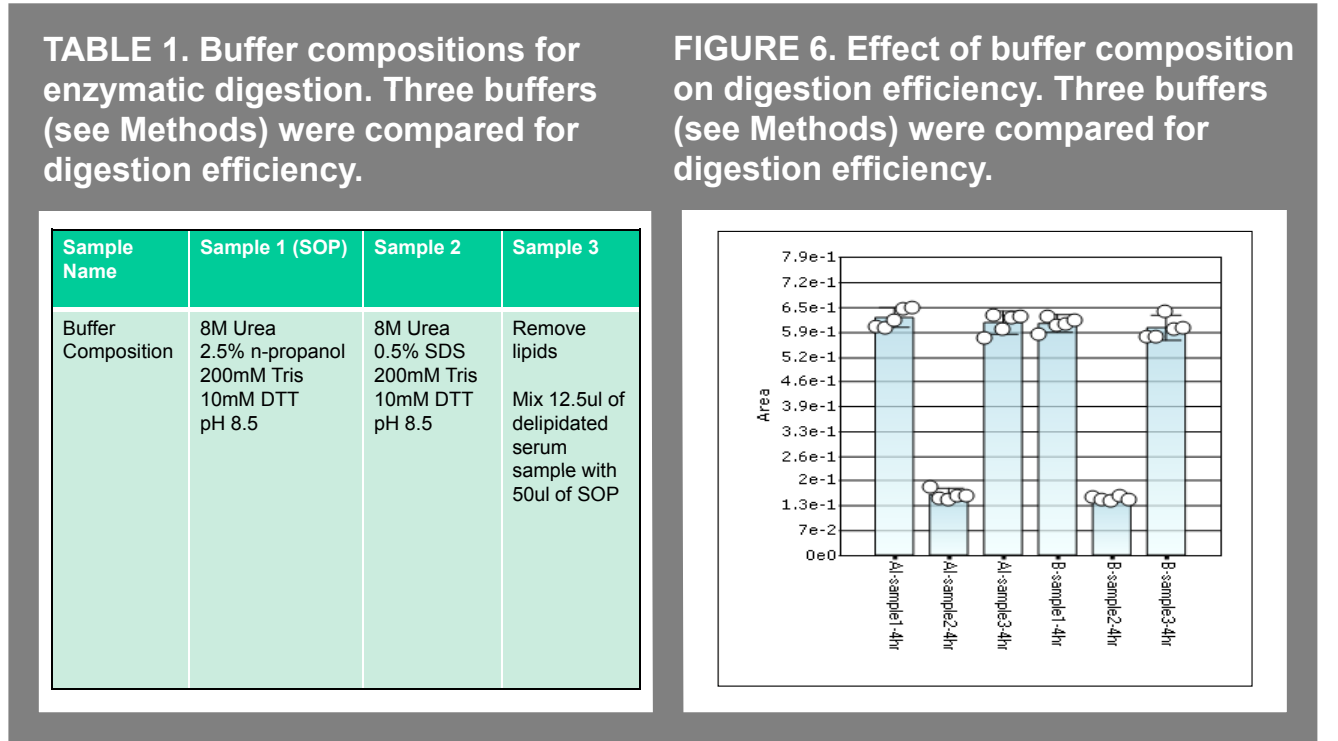 TABLE 1. Buffer compositions for
enzymatic digestion. Three buffers
(see Methods) were compared for
digestion efficiency.
Sample
Name
Sample 1 (SOP)
Sample 2
Sample 3
Buffer
Composition
8M Urea
2.5% n-propanol
200mM Tris
10mM DTT
pH 8.5
8M Urea
0.5% SDS
200mM Tris
10mM DTT
pH 8.5
Remove
lipids
Mix 12.5ul of
delipidated
serum
sample with
50ul of SOP
FIGURE 6. Effect of buffer composition
on digestion efficiency. Three buffers
(see Methods) were compared for
digestion efficiency.
7.9e-1
7.2e-1
6.5e-1
5.9e-1
5.2e-1
4.6e-1
3.9e-1
3.3e-1
2.6e-1
2e-1
1.3e-1
7e-2
0e0
Area
AI-sample1-4hr
AI-sample2-4hr
AI-sample3-4hr
B-sample1-4hr
B-sample2-4hr
B-sample3-4hr